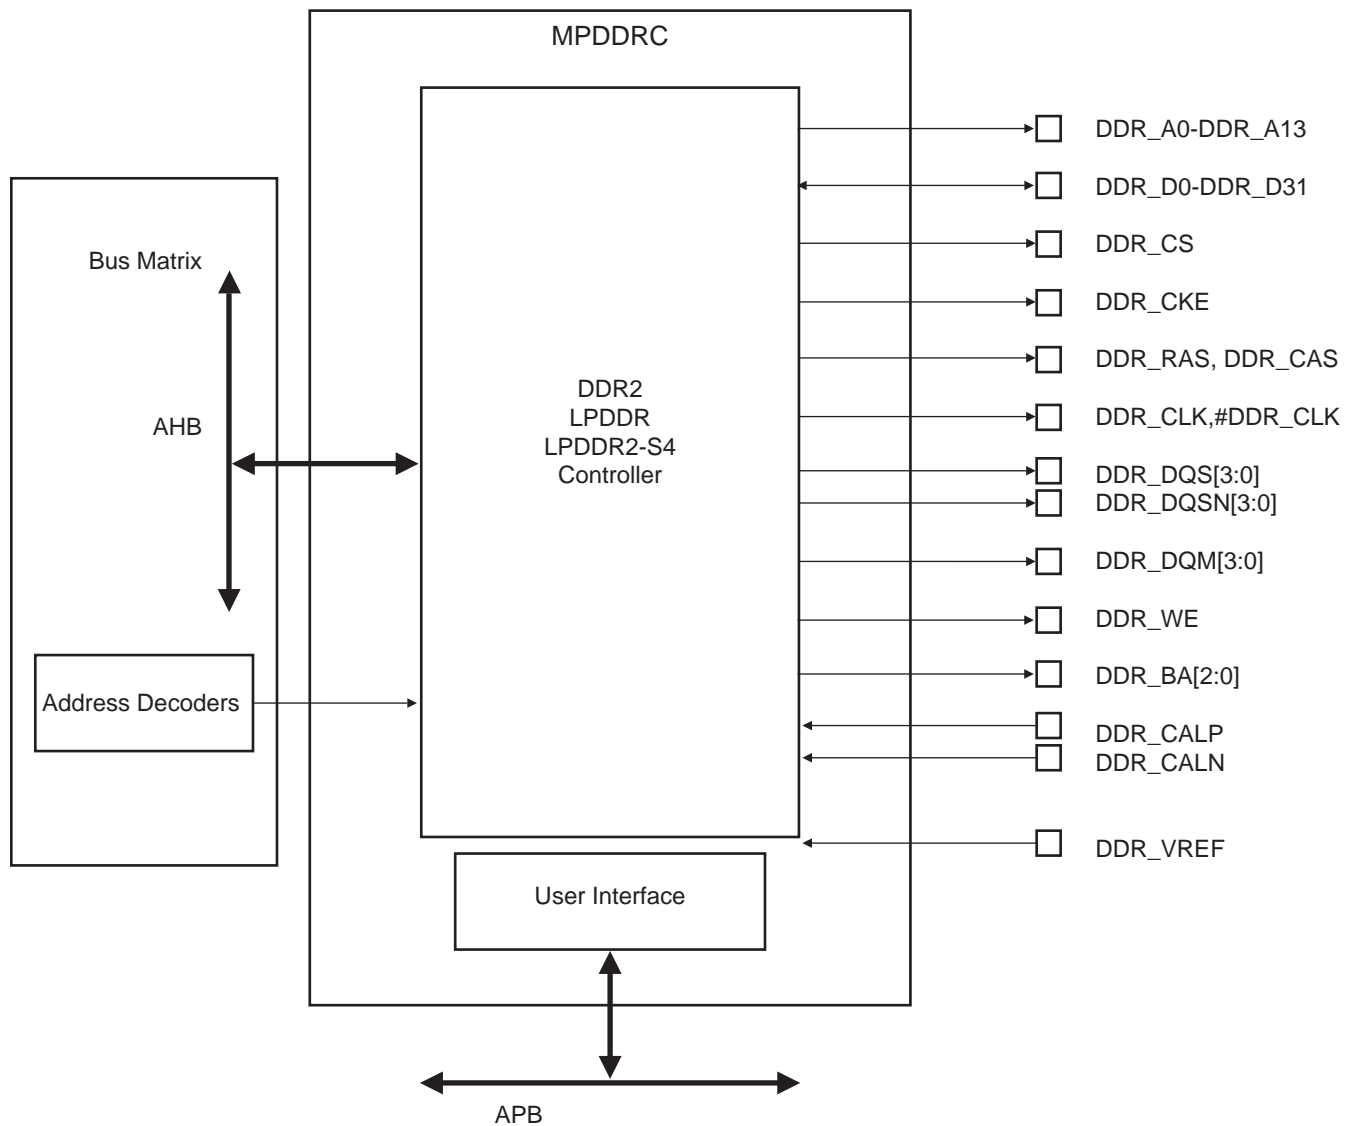 MPDDRC
Bus Matrix
AHB
Address Decoders
DDR2
LPDDR
LPDDR2-S4
Controller
User Interface
APB
DDR_A0-DDR_A13
DDR_D0-DDR_D31
DDR_CS
DDR_CKE
DDR_RAS, DDR_CAS
DDR_CLK,#DDR_CLK
DDR_DQS[3:0]
DDR_DQSN[3:0]
DDR_DQM[3:0]
DDR_WE
DDR_BA[2:0]
DDR_CALP
DDR_CALN
DDR_VREF